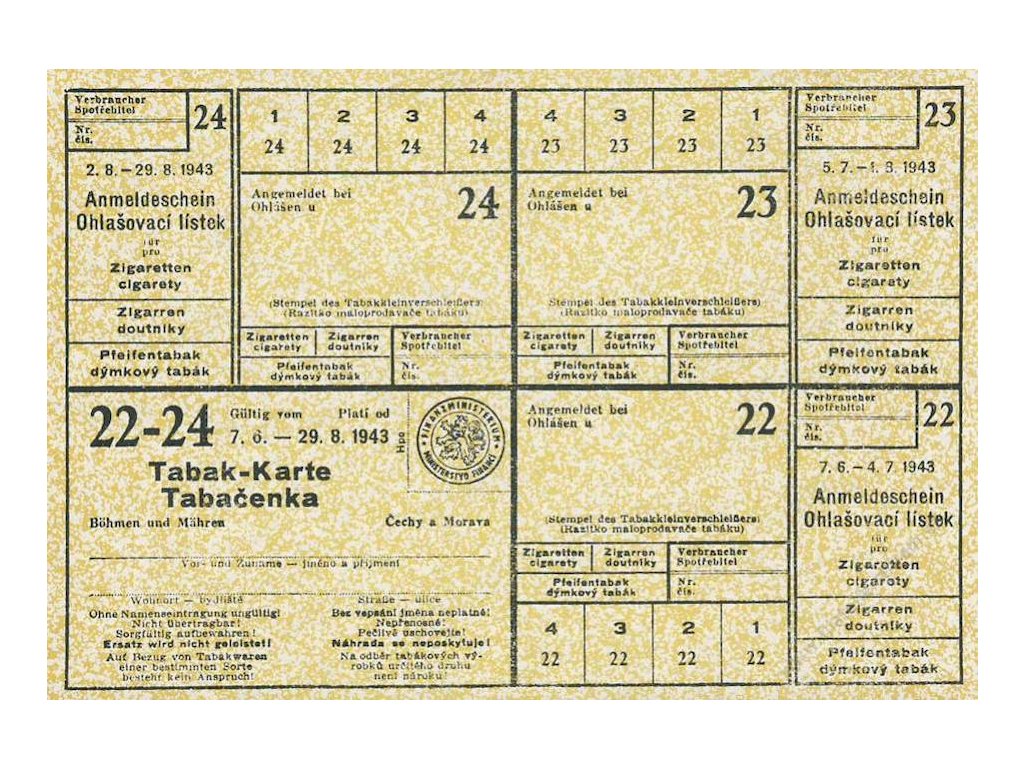 Verbraucher
Spotřebitel
Nr.
čís.
24
2. 8. – 29. 8. 1943
Anmeldeschein
Ohlašovací lístek
für
pro
Zigaretten
cigarety
Zigarren
doutníky
Pfeifentabak
dýmkový tabák
1 2 3 4
24 24 24 24
Angemeldet bei
Ohlášen u
24
(Stempel des Tabakkleinverschleißers)
(Razítko maloprodavače tabáku)
Zigaretten
cigarety
Zigarren
doutníky
Verbraucher
Spotřebitel
Pfeifentabak
dýmkový tabák
Nr.
čís.
4 3 2 1
23 23 23 23
Angemeldet bei
Ohlášen u
23
(Stempel des Tabakkleinverschleißers)
(Razítko maloprodavače tabáku)
Zigaretten
cigarety
Zigarren
doutníky
Verbraucher
Spotřebitel
Pfeifentabak
dýmkový tabák
Nr.
čís.
Verbraucher
Spotřebitel
Nr.
čís.
23
5. 7. – 1. 8. 1943
Anmeldeschein
Ohlašovací lístek
für
pro
Zigaretten
cigarety
Zigarren
doutníky
Pfeifentabak
dýmkový tabák
22-24
Gültig vom Platí od
7. 6. — 29. 8. 1943
Hpo
FINANZMINISTERIUM
MINISTERSTVO FINANCÍ
Tabak-Karte
Tabačenka
Böhmen und Mähren Čechy a Morava
Vor- und Zuname — jméno a příjmení
Wohnort — bydliště Straße — ulice
Ohne Namenseintragung ungültig!
Nicht übertragbar!
Sorgfältig aufbewahren!
Ersatz wird nicht geleistet!
Auf Bezug von Tabakwaren
einer bestimmten Sorte
besteht kein Anspruch!
Bez vepsání jména neplatné!
Nepřenosné!
Pečlivě uschovejte!
Náhrada se neposkytuje!
Na odběr tabákových vý-
robků určitého druhu
není nároku!
Angemeldet bei
Ohlášen u
22
(Stempel des Tabakkleinverschleißers)
(Razítko maloprodavače tabáku)
Zigaretten
cigarety
Zigarren
doutníky
Verbraucher
Spotřebitel
Pfeifentabak
dýmkový tabák
Nr.
čís.
4 3 2 1
22 22 22 22
Verbraucher
Spotřebitel
Nr.
čís.
22
7. 6. – 4. 7. 1943
Anmeldeschein
Ohlašovací lístek
für
pro
Zigaretten
cigarety
Zigarren
doutníky
Pfeifentabak
dýmkový tabák